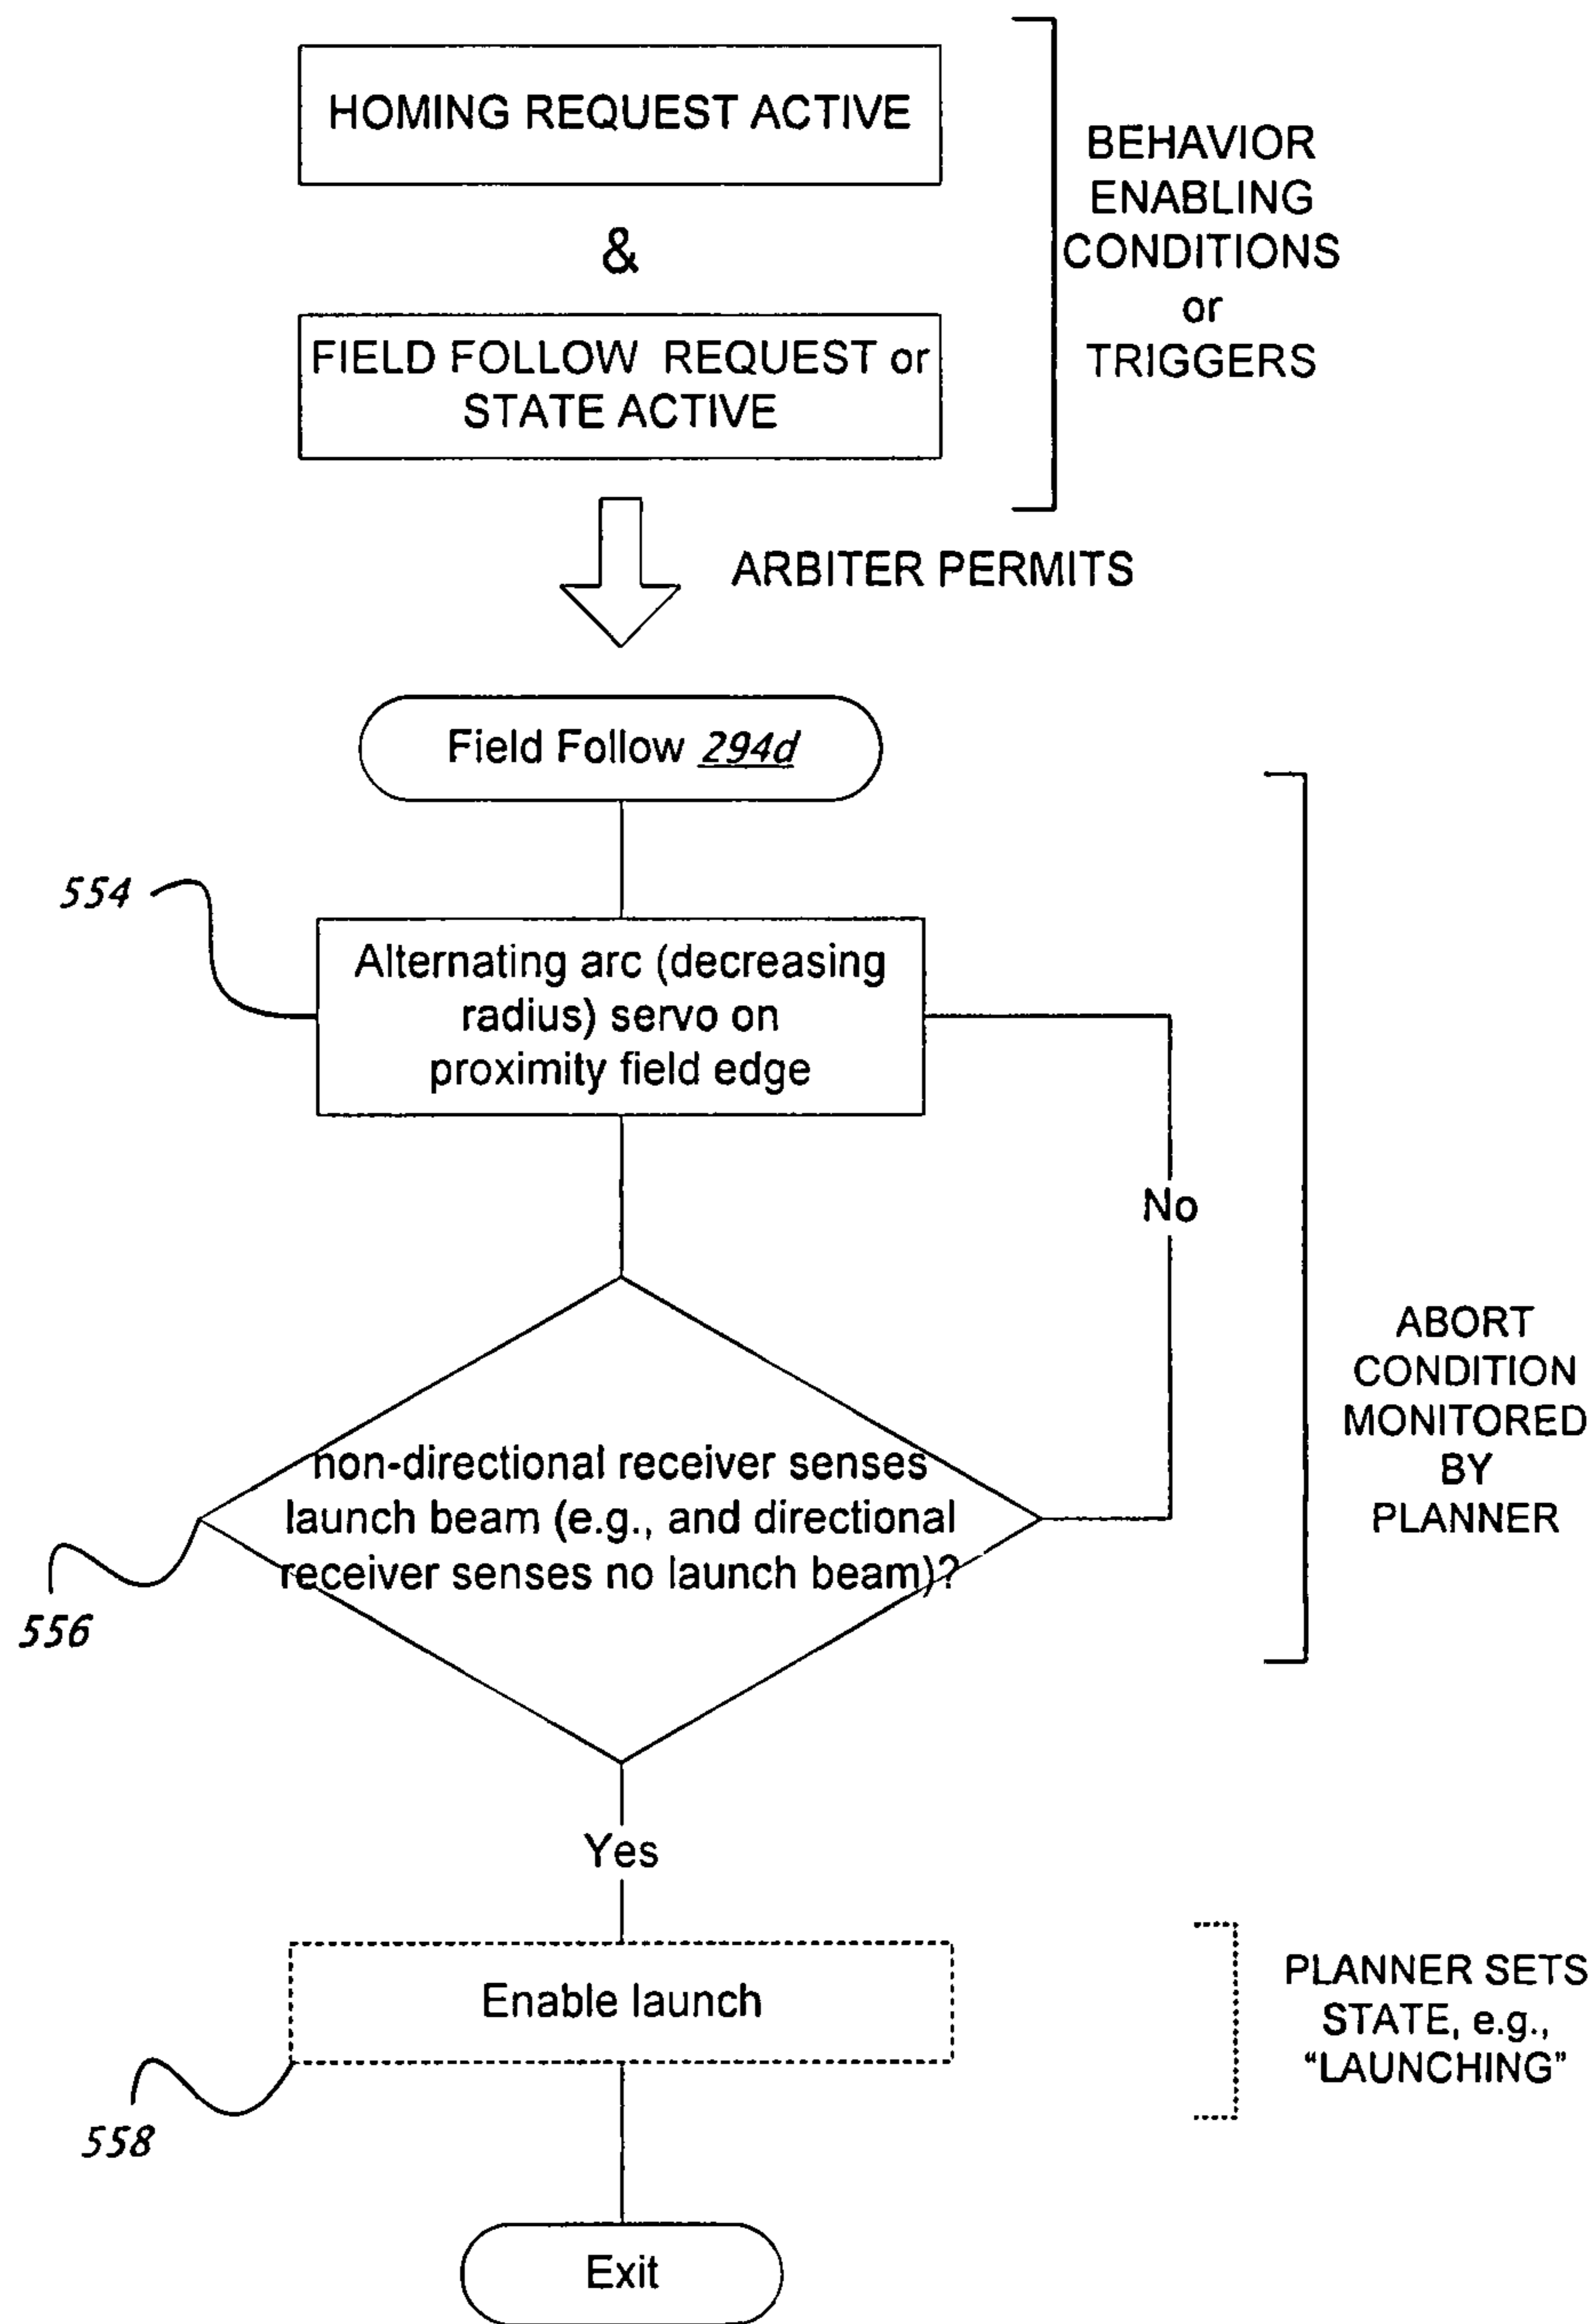 HOMING REQUEST ACTIVE
&
FIELD FOLLOW REQUEST or
STATE ACTIVE
BEHAVIOR
ENABLING
CONDITIONS
or
TRIGGERS
ARBITER PERMITS
Field Follow 294d
554
Alternating arc (decreasing
radius) servo on
proximity field edge
No
non-directional receiver senses
launch beam (e.g., and directional
receiver senses no launch beam)?
556
ABORT
CONDITION
MONITORED
BY
PLANNER
Yes
Enable launch
558
PLANNER SETS
STATE, e.g.,
“LAUNCHING”
Exit